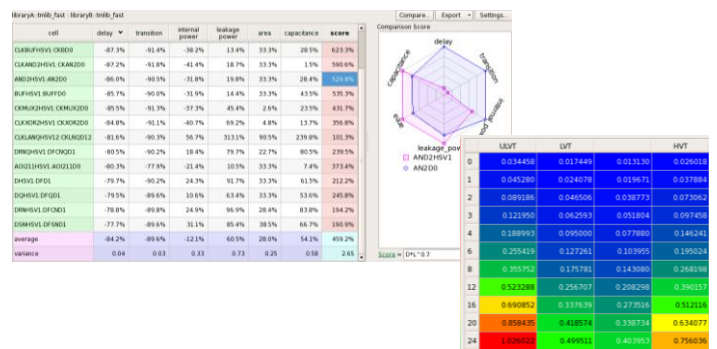 libraryA: tmlib_fast : libraryB: tmlib_fast
Compare... Export Settings...
cell delay transition internal power leakage power area capacitance score
CLKBUFHSV1 CKBD0 -87.3% -91.4% -38.2% 13.4% 33.3% 28.5% 623.3%
CLKAND2HSV1 CKAN2D0 -87.2% -91.8% -41.4% 18.7% 33.3% 1.5% 590.6%
AND2HSV1 AN2D0 -86.0% -90.5% -31.8% 19.8% 33.3% 28.4%
BUFHSV1 BUFFD0 -85.7% -90.0% -31.9% 14.4% 33.3% 43.5% 535.3%
CKMUX2HSV1 CKMUX2D0 -85.5% -91.3% -37.3% 45.4% 2.6% 23.5% 431.7%
CLKXOR2HSV1 CKXOR2D0 -84.8% -91.1% -40.7% 69.2% 4.8% 13.7% 356.8%
CLKLANQHSV12 CKLNQD12 -81.6% -90.3% 56.7% 313.1% 90.5% 239.8% 101.3%
DRNQHSV1 DFCNQD1 -80.5% -90.2% 18.4% 79.7% 22.7% 80.5% 239.5%
AOI211HSV1 AOI211D0 -80.3% -77.9% -21.4% 10.5% 33.3% 7.4% 373.4%
DHSV1 DFD1 -79.7% -90.2% 24.3% 91.7% 33.3% 61.5% 212.2%
DQHSV1 DFQD1 -79.5% -89.6% 10.6% 63.4% 33.3% 53.6% 245.8%
DRNHSV1 DFCND1 -78.8% -89.8% 24.9% 96.9% 28.4% 83.8% 194.2%
DSNHSV1 DFSND1 -77.7% -89.6% 31.1% 85.4% 38.5% 66.7% 190.9%
average -84.2% -89.6% -12.1% 60.5% 28.0% 54.1% 459.2%
variance 0.04 0.03 0.33 0.73 0.25 0.58 2.65
Comparison Score
delay
transition
capacitance
area
leakage_pow
AND2HSV1
AN2D0
Score = D*L^0.7
ULVT LVT HVT
0 0.034458 0.017449 0.013130 0.026018
1 0.045280 0.024078 0.019671 0.037884
2 0.089186 0.046506 0.038773 0.073062
3 0.121950 0.062593 0.051804 0.097458
4 0.188993 0.095000 0.077880 0.146241
6 0.255419 0.127261 0.103955 0.195024
8 0.355752 0.175781 0.143080 0.268198
12 0.523288 0.256707 0.208298 0.390157
16 0.690852 0.337639 0.273516 0.512116
20 0.858435 0.418574 0.338734 0.634077
24 1.026022 0.499511 0.403953 0.756036